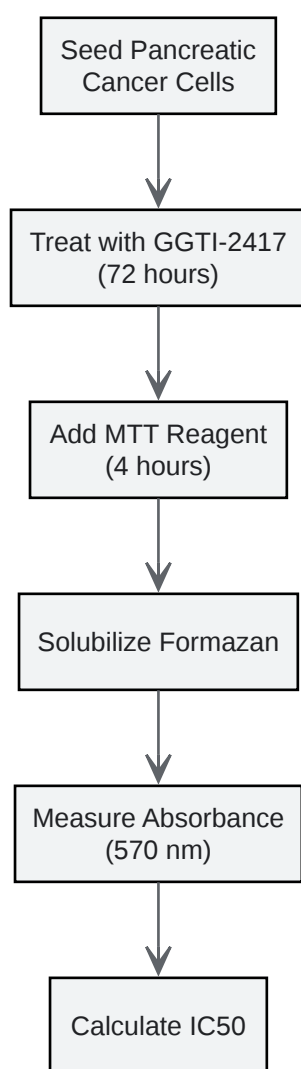 Seed Pancreatic
Cancer Cells
Treat with GGTI-2417
(72 hours)
Add MTT Reagent
(4 hours)
Solubilize Formazan
Measure Absorbance
(570 nm)
Calculate IC50